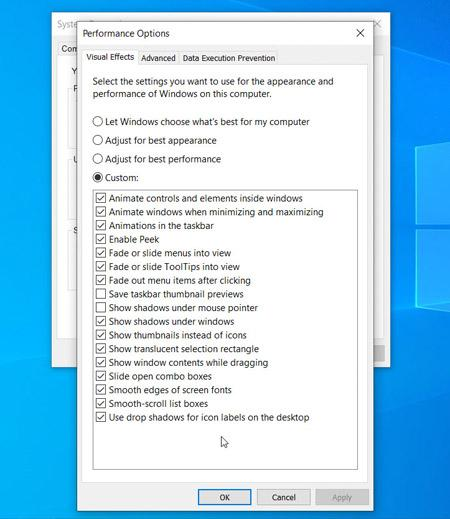 Sys
Performance Options
Com
Visual Effects
Advanced
Data Execution Prevention
Select the settings you want to use for the appearance and
performance of Windows on this computer.
Let Windows choose what's best for my computer
Adjust for best appearance
Adjust for best performance
Custom:
Animate controls and elements inside windows
Animate windows when minimizing and maximizing
Animations in the taskbar
Enable Peek
Fade or slide menus into view
Fade or slide ToolTips into view
Fade out menu items after clicking
Save taskbar thumbnail previews
Show shadows under mouse pointer
Show shadows under windows
Show thumbnails instead of icons
Show translucent selection rectangle
Show window contents while dragging
Slide open combo boxes
Smooth edges of screen fonts
Smooth-scroll list boxes
Use drop shadows for icon labels on the desktop
OK
Cancel
Apply